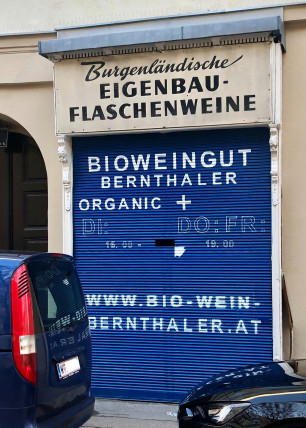 Burgenländische
EIGENBAU-
FLASCHENWEINE
BIOWEINGUT
BERNTHALER
ORGANIC +
DI: DO: FR:
16.00 - 19.00
WWW.BIO-WEIN-
BERNTHALER.AT